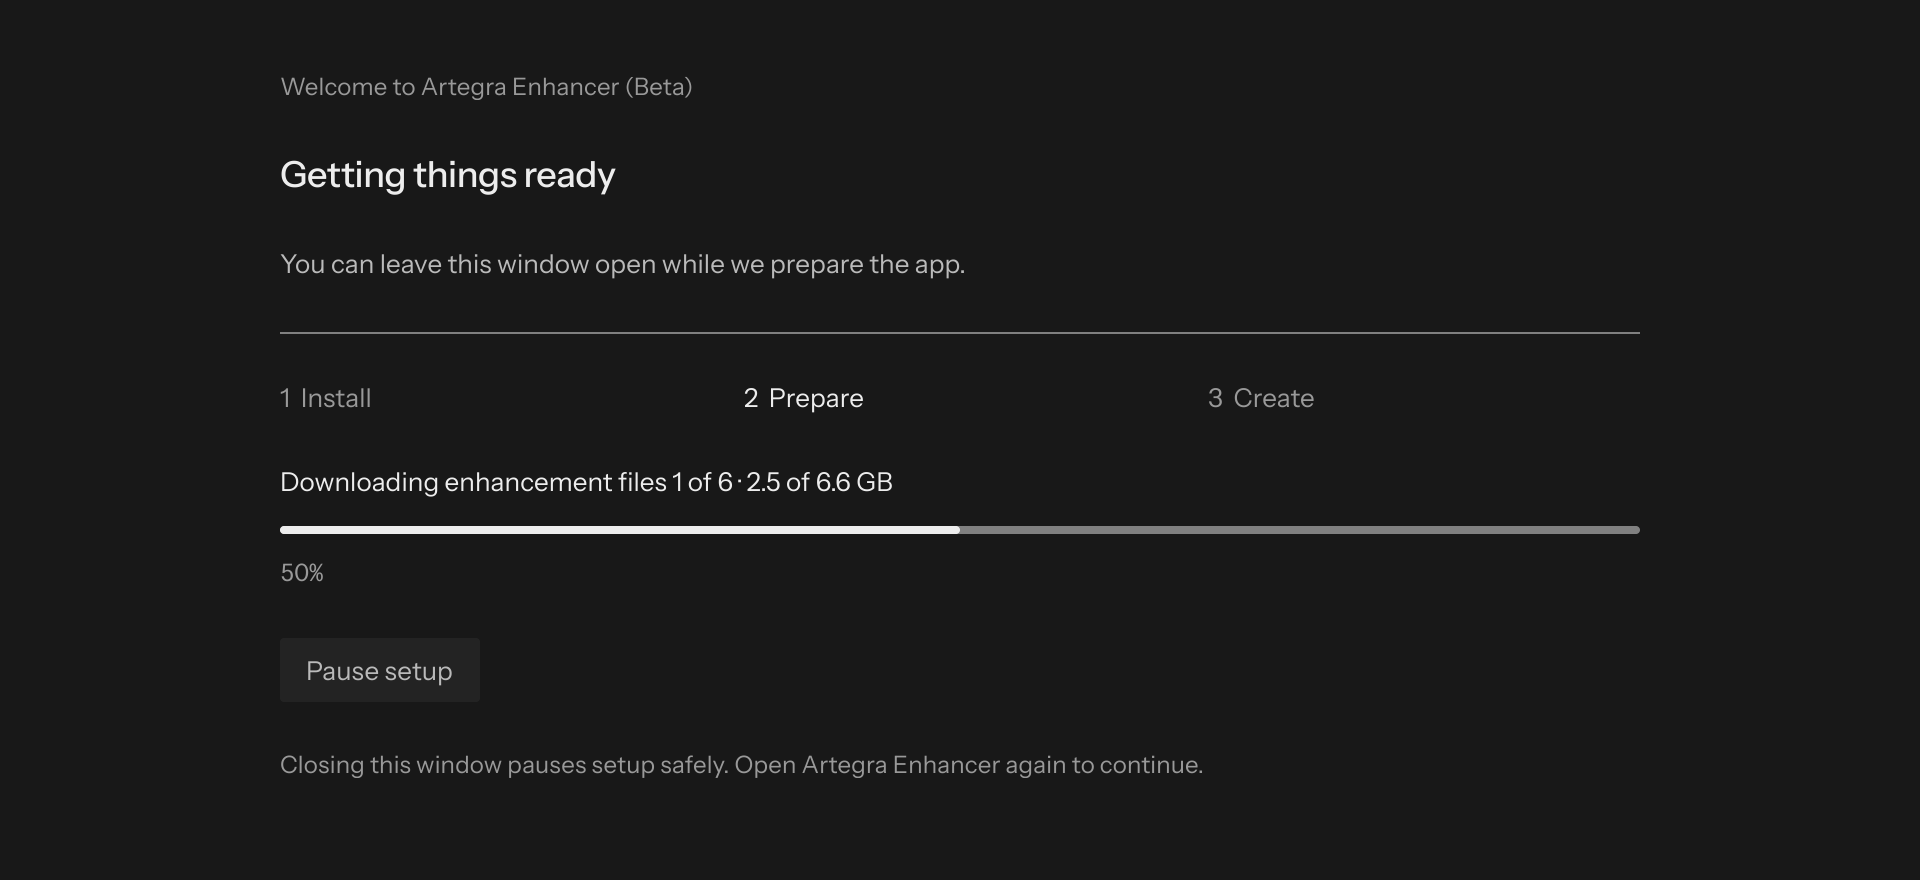 Welcome to Artegra Enhancer (Beta)
Getting things ready
You can leave this window open while we prepare the app.
1 Install
2 Prepare
3 Create
Downloading enhancement files 1 of 6 · 2.5 of 6.6 GB
50%
Pause setup
Closing this window pauses setup safely. Open Artegra Enhancer again to continue.